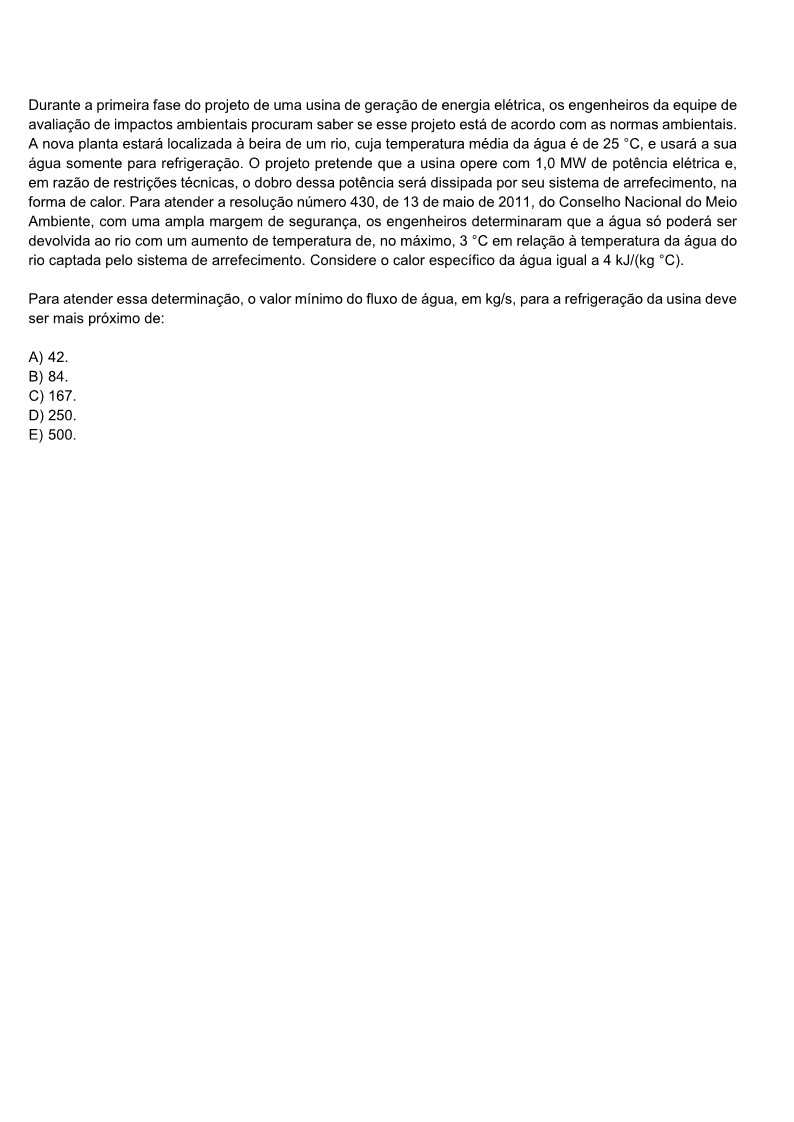 Durante a primeira fase do projeto de uma usina de geração de energia elétrica, os engenheiros da equipe de
avaliação de impactos ambientais procuram saber se esse projeto está de acordo com as normas ambientais.
A nova planta estará localizada à beira de um rio, cuja temperatura média da água é de 25 °C, e usará a sua
água somente para refrigeração. O projeto pretende que a usina opere com 1,0 MW de potência elétrica e,
em razão de restrições técnicas, o dobro dessa potência será dissipada por seu sistema de arrefecimento, na
forma de calor. Para atender a resolução número 430, de 13 de maio de 2011, do Conselho Nacional do Meio
Ambiente, com uma ampla margem de segurança, os engenheiros determinaram que a água só poderá ser
devolvida ao rio com um aumento de temperatura de, no máximo, 3 °C em relação à temperatura da água do
rio captada pelo sistema de arrefecimento. Considere o calor específico da água igual a 4 kJ/(kg °C).
Para atender essa determinação, o valor mínimo do fluxo de água, em kg/s, para a refrigeração da usina deve
ser mais próximo de:
A) 42.
B) 84.
C) 167.
D) 250.
E) 500.